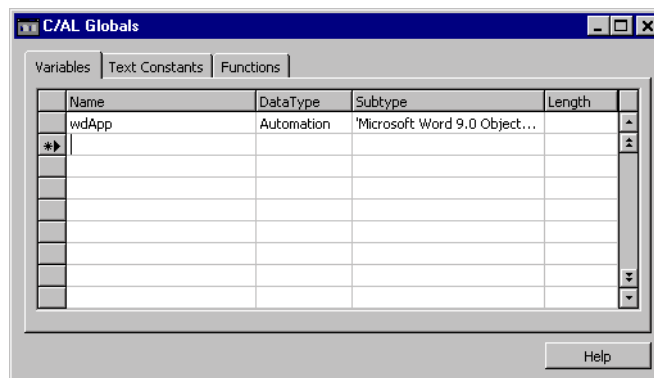 C/AL Globals
Variables Text Constants Functions
Name DataType Subtype Length
wdApp Automation 'Microsoft Word 9.0 Object...
Help